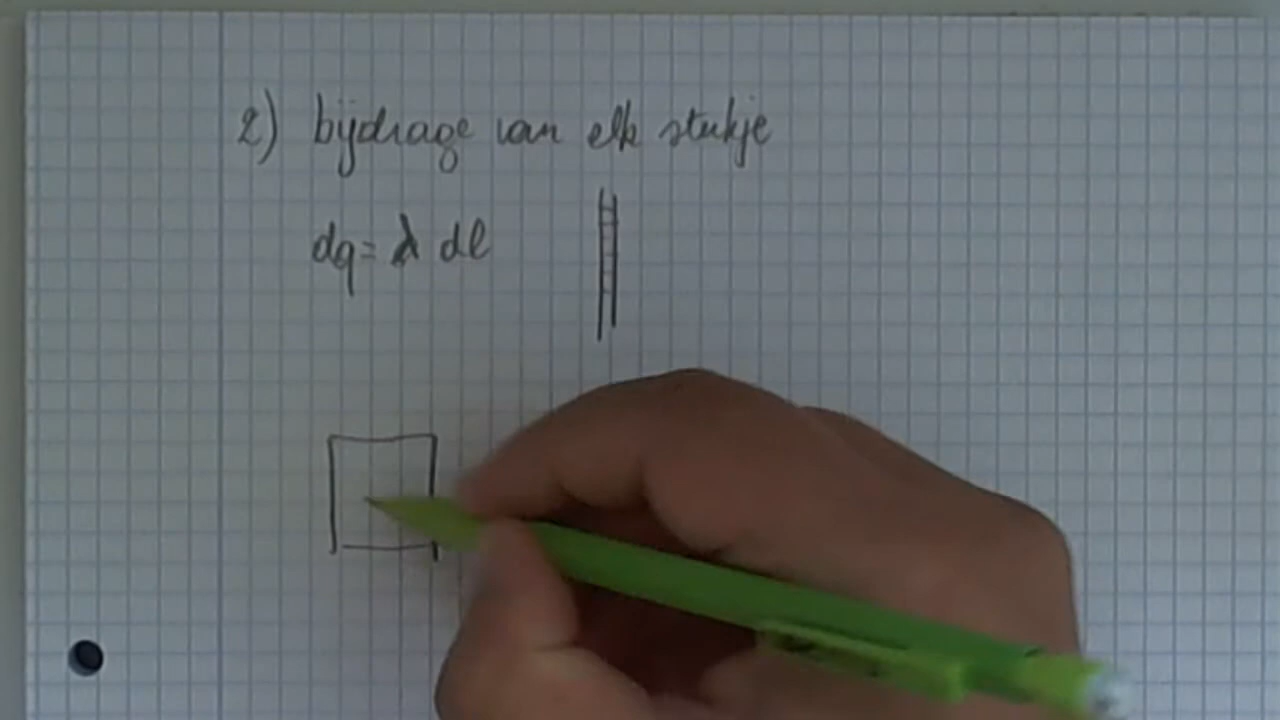 2) bijdrage van elk stukje
dq = λ dl